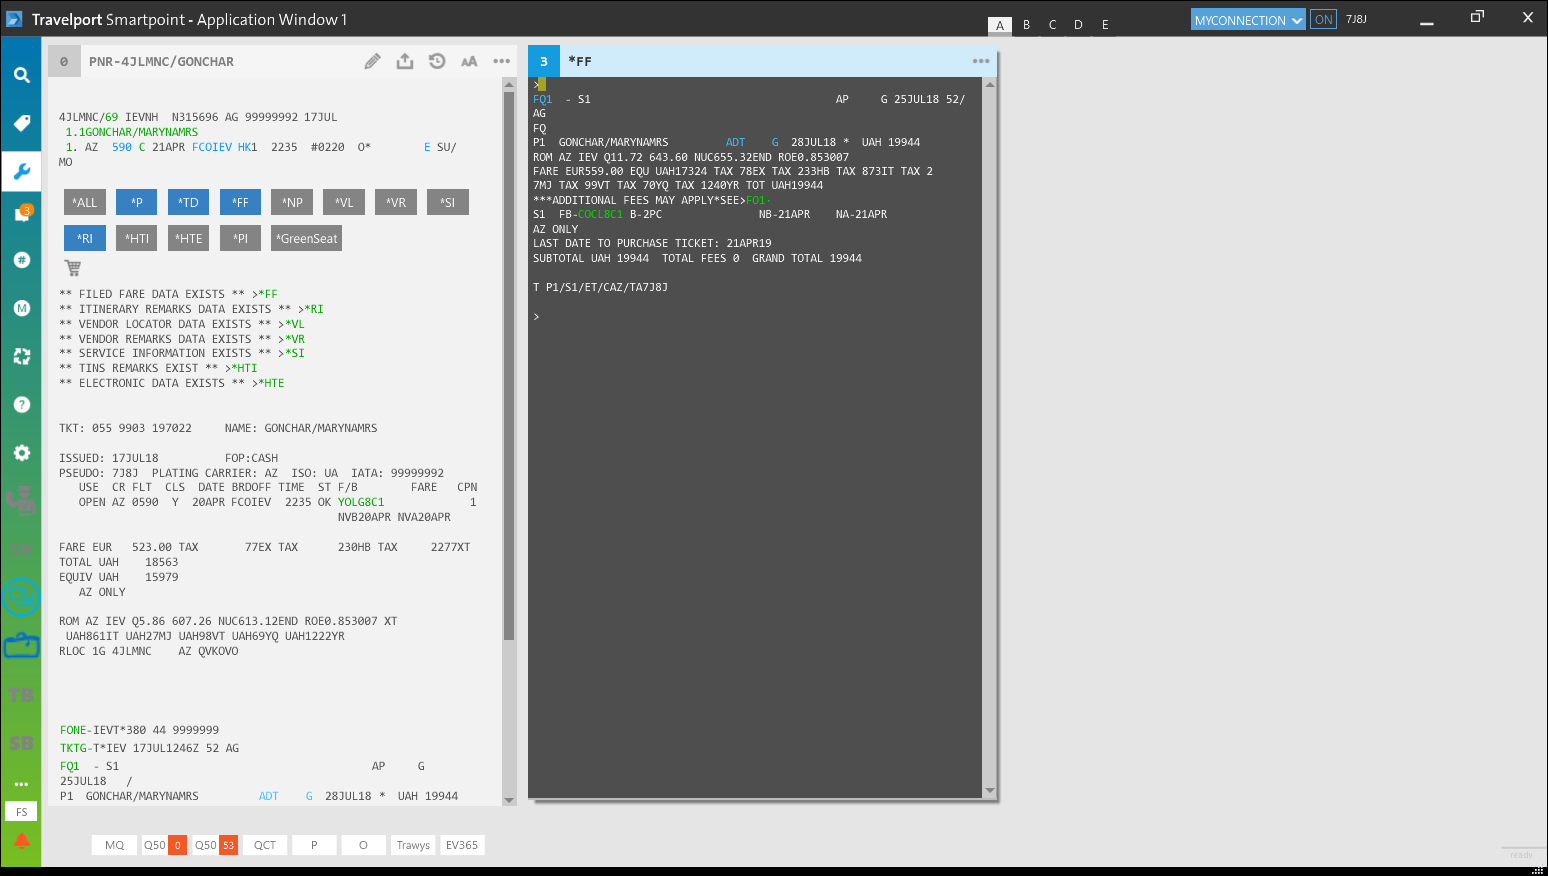 Travelport Smartpoint - Application Window 1
A B C D E
MYCONNECTION ON 7J8J
0 PNR-4JLMNC/GONCHAR AA
4JLMNC/69 IEVNH N315696 AG 99999992 17JUL
1.1GONCHAR/MARYNAMRS
1. AZ 590 C 21APR FCOIEV HK1 2235 #0220 O* E SU/
MO
*ALL *P *TD *FF *NP *VL *VR *SI
*RI *HTI *HTE *PI *GreenSeat
** FILED FARE DATA EXISTS ** >*FF
** ITINERARY REMARKS DATA EXISTS ** >*RI
** VENDOR LOCATOR DATA EXISTS ** >*VL
** VENDOR REMARKS DATA EXISTS ** >*VR
** SERVICE INFORMATION EXISTS ** >*SI
** TINS REMARKS EXIST ** >*HTI
** ELECTRONIC DATA EXISTS ** >*HTE
TKT: 055 9903 197022 NAME: GONCHAR/MARYNAMRS
ISSUED: 17JUL18 FOP:CASH
PSEUDO: 7J8J PLATING CARRIER: AZ ISO: UA IATA: 99999992
USE CR FLT CLS DATE BRDOFF TIME ST F/B FARE CPN
OPEN AZ 0590 Y 20APR FCOIEV 2235 OK YOLG8C1 1
NVB20APR NVA20APR
FARE EUR 523.00 TAX 77EX TAX 230HB TAX 2277XT
TOTAL UAH 18563
EQUIV UAH 15979
AZ ONLY
ROM AZ IEV Q5.86 607.26 NUC613.12END ROE0.853007 XT
UAH861IT UAH27MJ UAH98VT UAH69YQ UAH1222YR
RLOC 1G 4JLMNC AZ QVKOVO
FONE-IEVT*380 44 9999999
TKTG-T*IEV 17JUL1246Z 52 AG
FQ1 - S1 AP G
25JUL18 /
P1 GONCHAR/MARYNAMRS ADT G 28JUL18 * UAH 19944
3 *FF
>
FQ1 - S1 AP G 25JUL18 52/
AG
FQ
P1 GONCHAR/MARYNAMRS ADT G 28JUL18 * UAH 19944
ROM AZ IEV Q11.72 643.60 NUC655.32END ROE0.853007
FARE EUR559.00 EQU UAH17324 TAX 78EX TAX 233HB TAX 873IT TAX 2
7MJ TAX 99VT TAX 70YQ TAX 1240YR TOT UAH19944
***ADDITIONAL FEES MAY APPLY*SEE>FO1·
S1 FB-COCL8C1 B-2PC NB-21APR NA-21APR
AZ ONLY
LAST DATE TO PURCHASE TICKET: 21APR19
SUBTOTAL UAH 19944 TOTAL FEES 0 GRAND TOTAL 19944
T P1/S1/ET/CAZ/TA7J8J
>
3
#
M
?
SP
TB
SB
FS
MQ Q50 0 Q50 53 QCT P O Trawys EV365
ready